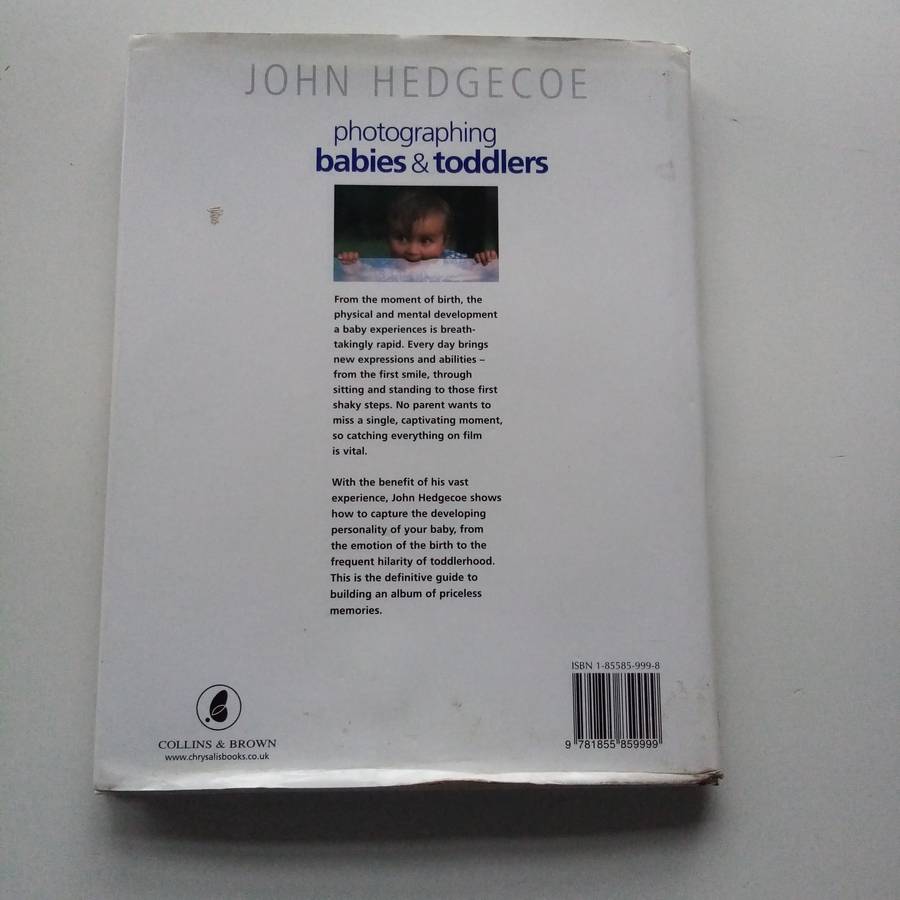 JOHN HEDGECOE
photographing
babies & toddlers
From the moment of birth, the
physical and mental development
a baby experiences is breath-
takingly rapid. Every day brings
new expressions and abilities –
from the first smile, through
sitting and standing to those first
shaky steps. No parent wants to
miss a single, captivating moment,
so catching everything on film
is vital.
With the benefit of his vast
experience, John Hedgecoe shows
how to capture the developing
personality of your baby, from
the emotion of the birth to the
frequent hilarity of toddlerhood.
This is the definitive guide to
building an album of priceless
memories.
ISBN 1-85585-999-8
9 781855 859999
COLLINS & BROWN
www.chrysalisbooks.co.uk